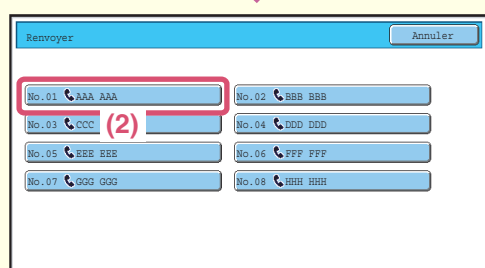 Renvoyer Annuler
No.01 AAA AAA No.02 BBB BBB
No.03 CCC (2) No.04 DDD DDD
No.05 EEE EEE No.06 FFF FFF
No.07 GGG GGG No.08 HHH HHH